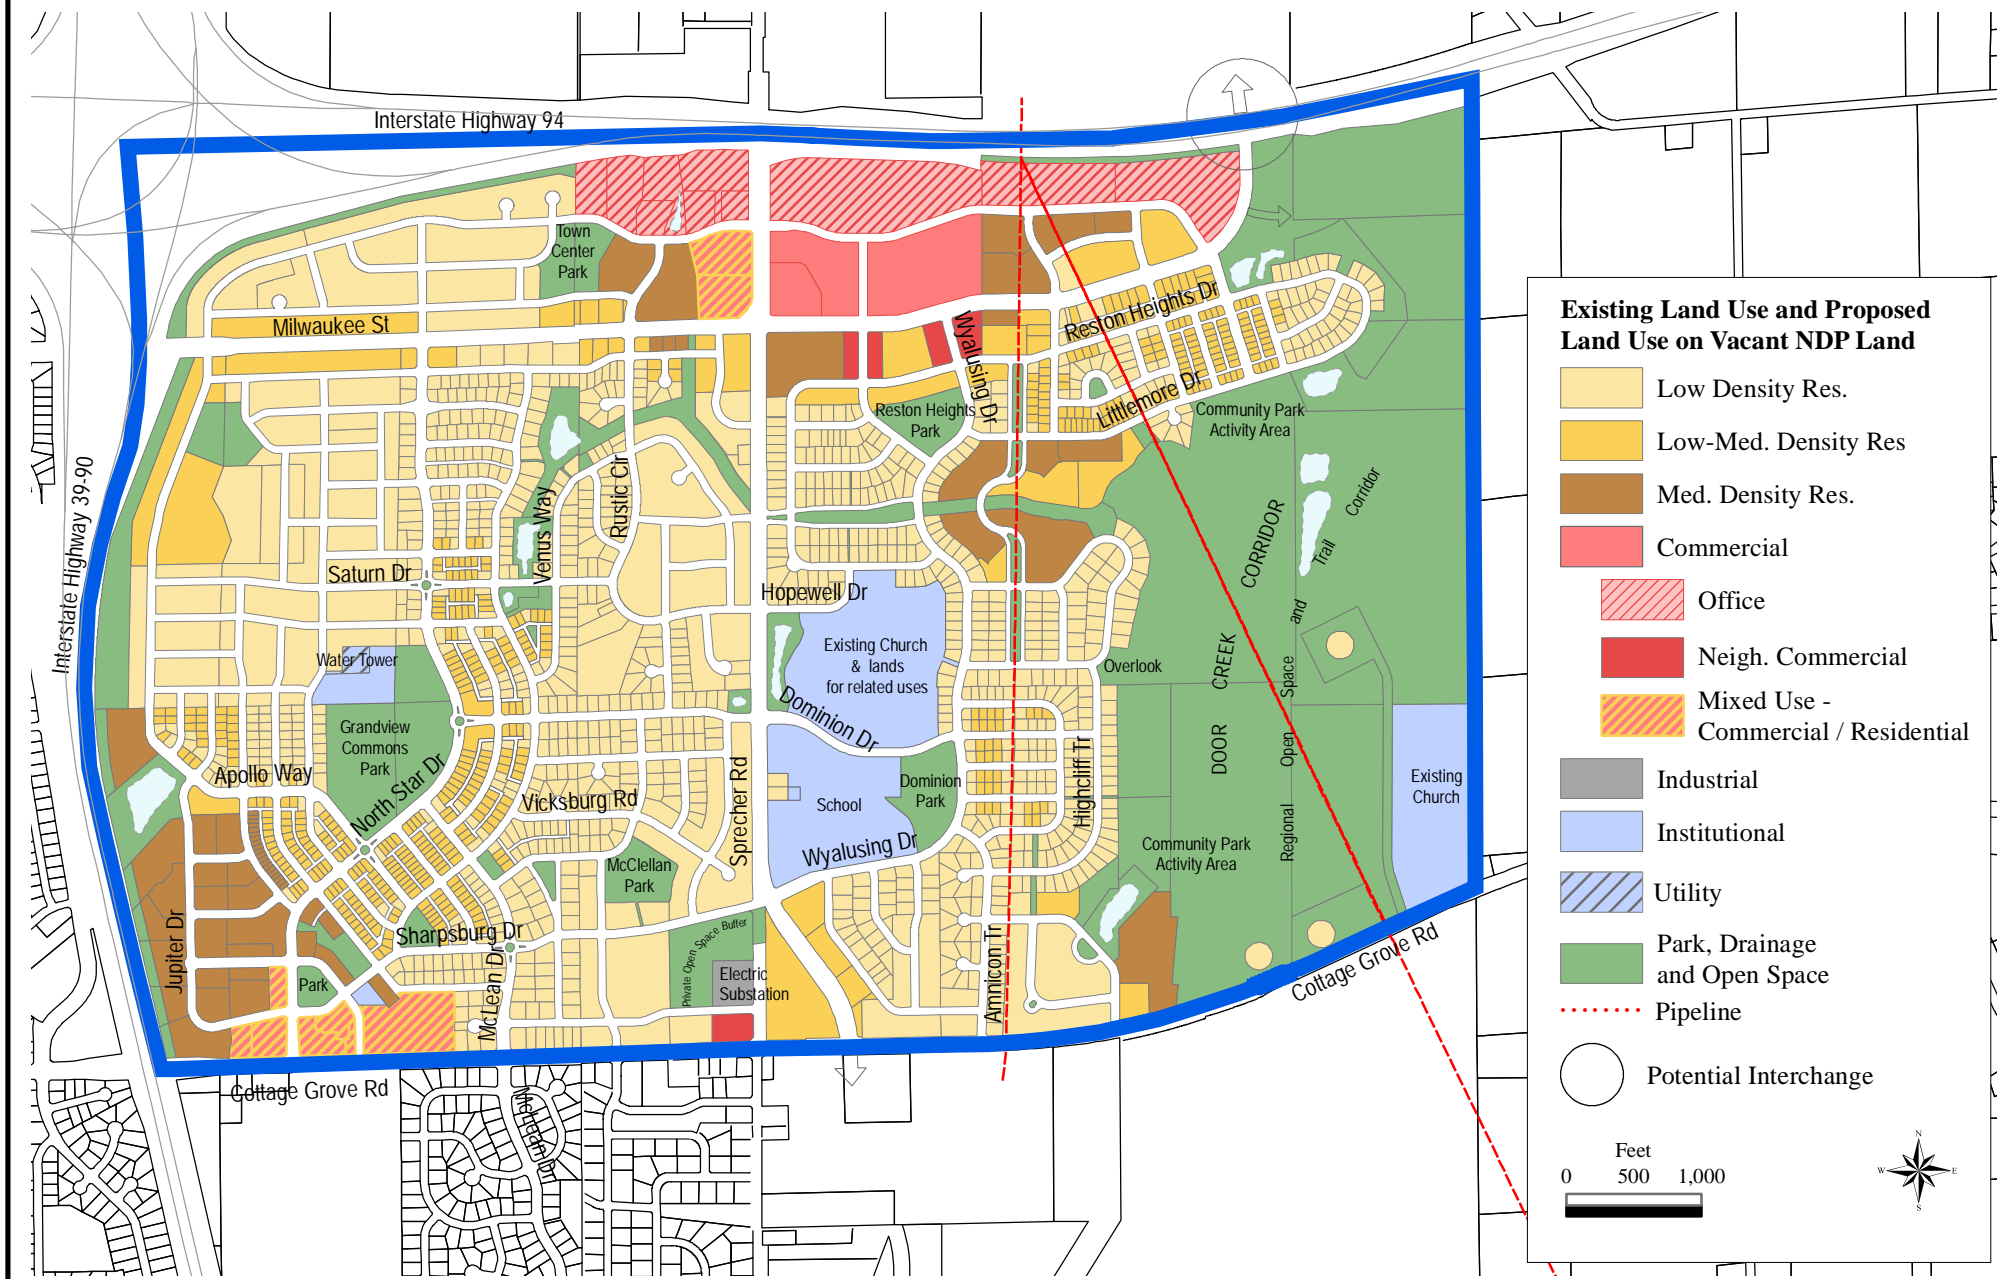 Interstate Highway 94
Town
Center
Park
Milwaukee St
Wyalusing Dr
Reston Heights Dr
Littlemore Dr
Reston Heights
Park
Community Park
Activity Area
Interstate Highway 39-90
Venus Way
Rustic Cir
Saturn Dr
Hopewell Dr
CORRIDOR
Corridor
Trail
and
Water Tower
Existing Church
& lands
for related uses
Overlook
CREEK
Space
Grandview
Commons
Park
Dominion Dr
Apollo Way
North Star Dr
Vicksburg Rd
Sprecher Rd
School
Dominion
Park
Highcliff Tr
DOOR
Open
Existing
Church
Wyalusing Dr
McClellan
Park
Community Park
Activity Area
Regional
Jupiter Dr
Sharpsburg Dr
McLean Dr
Private Open Space Buffer
Electric
Substation
Amnicon Tr
Park
Cottage Grove Rd
Cottage Grove Rd
McLean Dr
Existing Land Use and Proposed
Land Use on Vacant NDP Land
Low Density Res.
Low-Med. Density Res
Med. Density Res.
Commercial
Office
Neigh. Commercial
Mixed Use -
Commercial / Residential
Industrial
Institutional
Utility
Park, Drainage
and Open Space
Pipeline
Potential Interchange
Feet
0 500 1,000
N
W E
S